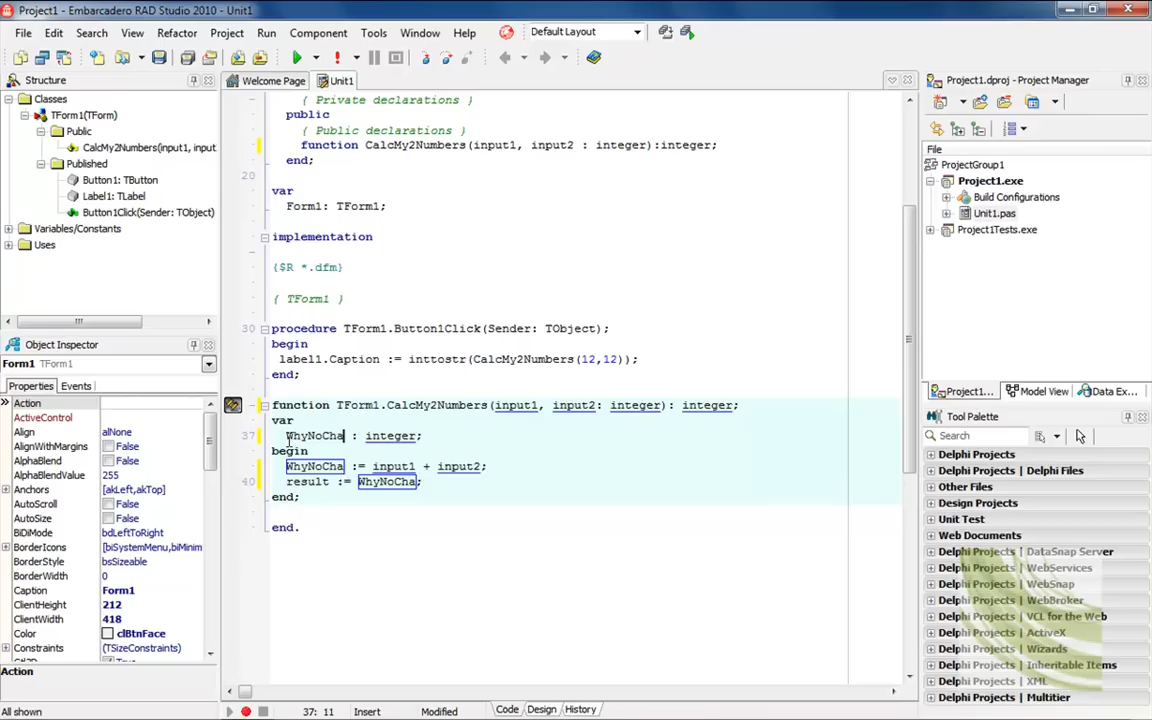 Project1 - Embarcadero RAD Studio 2010 - Unit1
File Edit Search View Refactor Project Run Component Tools Window Help Default Layout
Structure
Classes
TForm1(TForm)
Public
CalcMy2Numbers(input1, input
Published
Button1: TButton
Label1: TLabel
Button1Click(Sender: TObject)
Variables/Constants
Uses
Object Inspector
Form1 TForm1
Properties Events
Action
ActiveControl
Align alNone
AlignWithMargins False
AlphaBlend False
AlphaBlendValue 255
Anchors [akLeft,akTop]
AutoScroll False
AutoSize False
BiDiMode bdLeftToRight
BorderIcons [biSystemMenu,biMinim
BorderStyle bsSizeable
BorderWidth 0
Caption Form1
ClientHeight 212
ClientWidth 418
Color clBtnFace
Constraints (TSizeConstraints)
Action
All shown
Welcome Page Unit1
{ Private declarations }
public
{ Public declarations }
function CalcMy2Numbers(input1, input2 : integer):integer;
end;
20
var
Form1: TForm1;
implementation
{$R *.dfm}
{ TForm1 }
30 procedure TForm1.Button1Click(Sender: TObject);
begin
label1.Caption := inttostr(CalcMy2Numbers(12,12));
end;
function TForm1.CalcMy2Numbers(input1, input2: integer): integer;
var
37 WhyNoCha : integer;
begin
WhyNoCha := input1 + input2;
40 result := WhyNoCha;
end;
end.
37: 11 Insert Modified Code Design History
Project1.dproj - Project Manager
File
ProjectGroup1
Project1.exe
Build Configurations
Unit1.pas
Project1Tests.exe
Project1... Model View Data Ex...
Tool Palette
Search
Delphi Projects
Delphi Projects | Delphi Files
Other Files
Design Projects
Unit Test
Web Documents
Delphi Projects | DataSnap Server
Delphi Projects | WebServices
Delphi Projects | WebSnap
Delphi Projects | WebBroker
Delphi Projects | VCL for the Web
Delphi Projects | ActiveX
Delphi Projects | Wizards
Delphi Projects | Inheritable Items
Delphi Projects | XML
Delphi Projects | Multitier